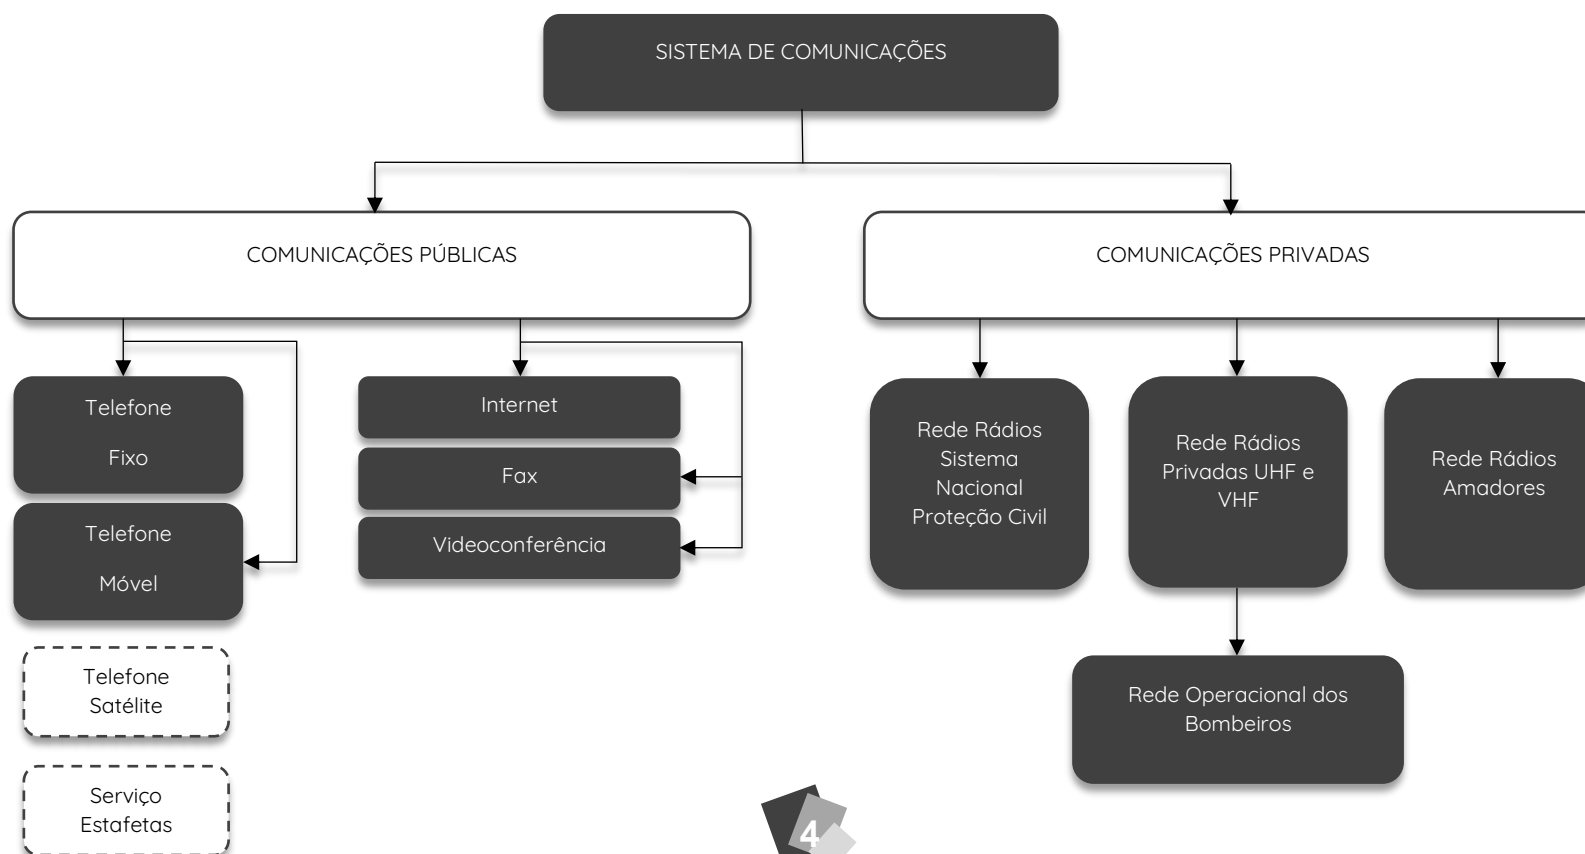 SISTEMA DE COMUNICAÇÕES
COMUNICAÇÕES PÚBLICAS
COMUNICAÇÕES PRIVADAS
Telefone
Fixo
Telefone
Móvel
Telefone
Satélite
Serviço
Estafetas
Internet
Fax
Videoconferência
Rede Rádios
Sistema
Nacional
Proteção Civil
Rede Rádios
Privadas UHF e
VHF
Rede Rádios
Amadores
Rede Operacional dos
Bombeiros
4